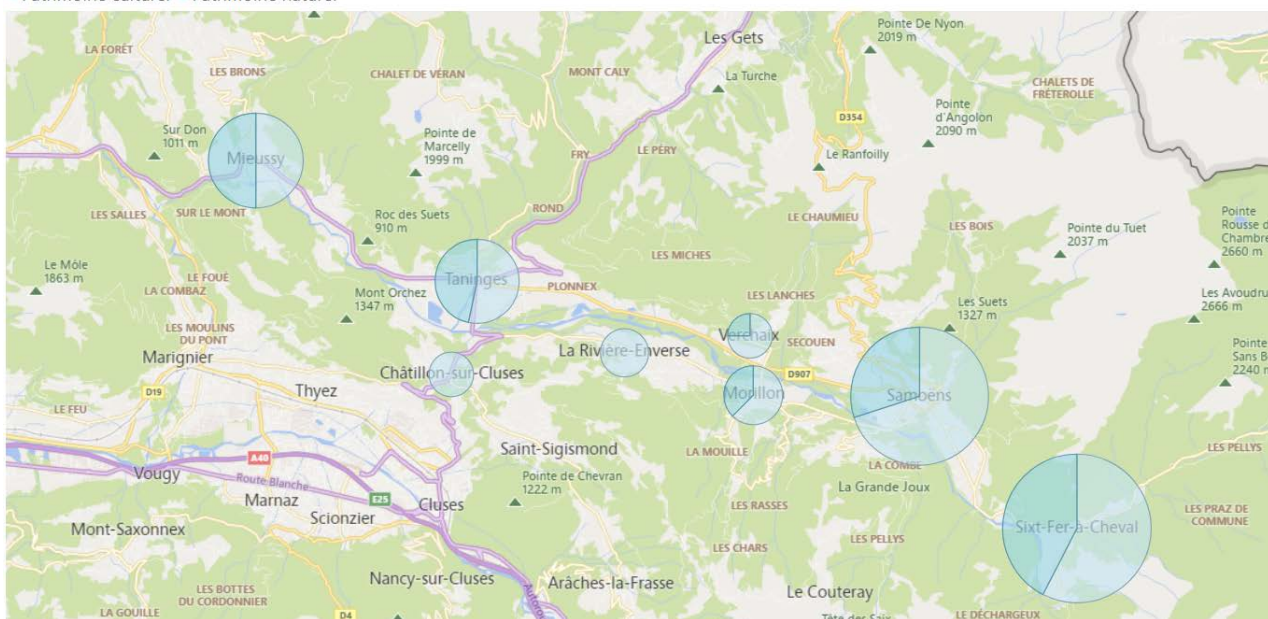 Patrimoine culturel
Patrimoine naturel
Pointe De Nyon
2019 m
Les Gets
LA FORÊT
LES BRONS
CHALET DE VÉRAN
MONT CALY
La Turche
CHALETS DE
FRÉTEROLLE
Pointe
d'Angolon
2090 m
D354
Sur Don
1011 m
Mieussy
Pointe de
Marcelly
1999 m
FRY
LE PÉRY
Le Ranfoilly
LES SALLES
SUR LE MONT
Roc des Suets
910 m
ROND
LE CHAUMIEU
LES BOIS
Pointe du Tuet
2037 m
Pointe
Rousse d
Chambre
2660 m
Le Môle
1863 m
LE FOUÉ
LA COMBAZ
Mont Orchez
1347 m
Taninges
PLONNEX
LES MICHES
LES LANCHES
Les Suets
1327 m
Les Avoudru
2666 m
LES MOULINS
DU PONT
Marignier
Châtillon-sur-Cluses
La Rivière-Enverse
Verchaix
SECOUEN
D907
Pointe
Sans B
2240 m
Thyez
D19
Morillon
Samoëns
LE FEU
A40
Saint-Sigismond
LA MOUILLE
LA COMBE
LES PELLYS
Vougy
Route Blanche
Marnaz
E25
Cluses
Pointe de Chevran
1222 m
La Grande Joux
LES RASSES
Scionzier
Mont-Saxonnex
LES PELLYS
LES CHARS
Sixt-Fer-à-Cheval
LES PRAZ DE
COMMUNE
LES BOTTES
DU CORDONNIER
Nancy-sur-Cluses
Arâches-la-Frasse
Le Couteray
LA GOUILLE
D4
Tête des Saix
LE DÉCHARGEUX